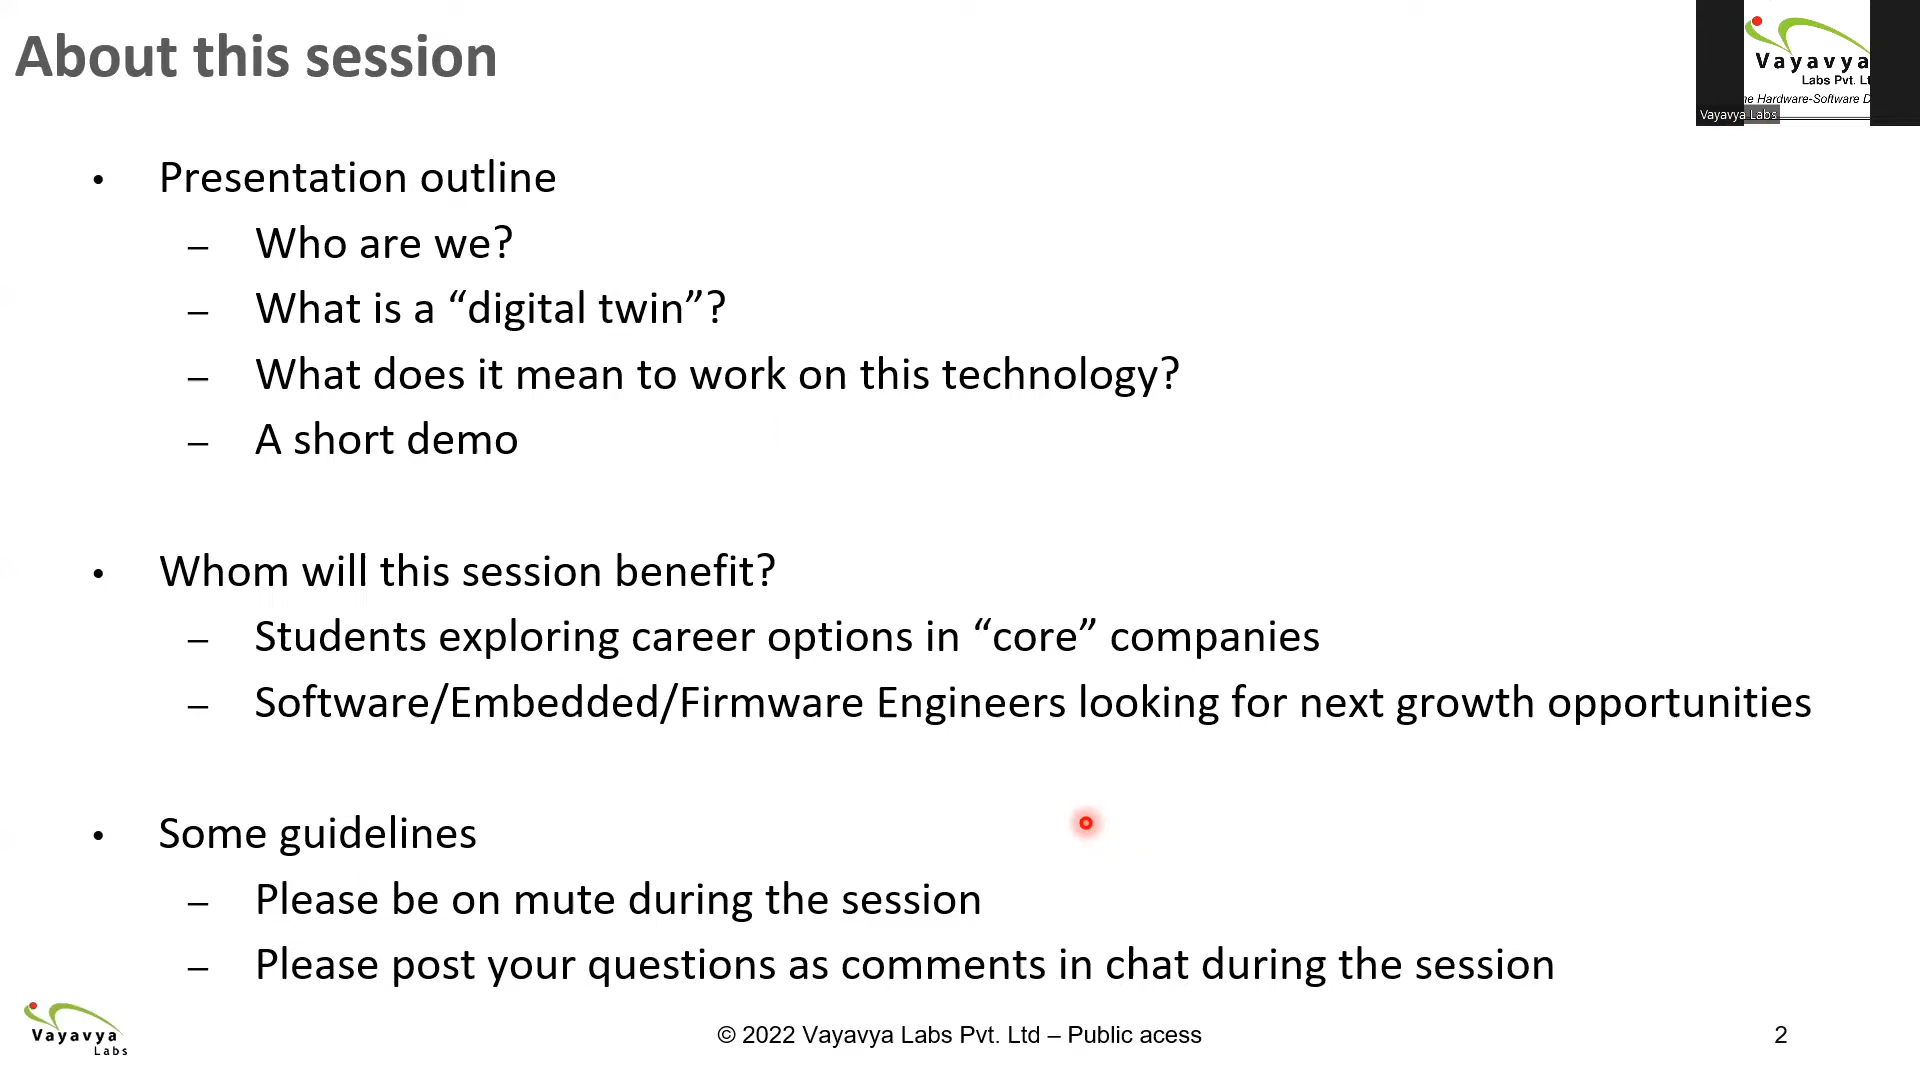 About this session
Vayavya
Labs Pvt. Lt
ne Hardware-Software D
Vayavya Labs
• Presentation outline
– Who are we?
– What is a “digital twin”?
– What does it mean to work on this technology?
– A short demo
• Whom will this session benefit?
– Students exploring career options in “core” companies
– Software/Embedded/Firmware Engineers looking for next growth opportunities
• Some guidelines
– Please be on mute during the session
– Please post your questions as comments in chat during the session
Vayavya
Labs
© 2022 Vayavya Labs Pvt. Ltd – Public acess
2